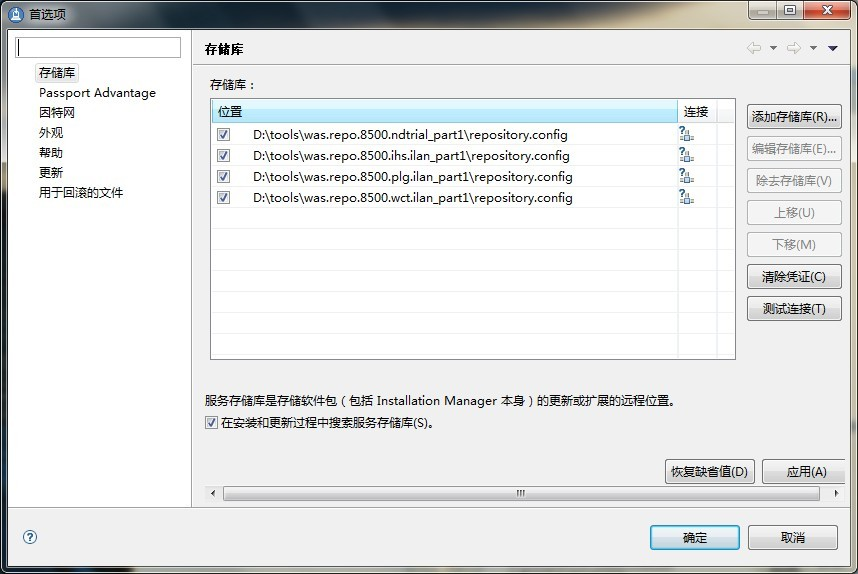 首选项
存储库
Passport Advantage
因特网
外观
帮助
更新
用于回滚的文件
存储库
存储库：
位置
连接
D:\tools\was.repo.8500.ndtrial_part1\repository.config
D:\tools\was.repo.8500.ihs.ilan_part1\repository.config
D:\tools\was.repo.8500.plg.ilan_part1\repository.config
D:\tools\was.repo.8500.wct.ilan_part1\repository.config
添加存储库(R)...
编辑存储库(E)...
除去存储库(V)
上移(U)
下移(M)
清除凭证(C)
测试连接(T)
服务存储库是存储软件包（包括 Installation Manager 本身）的更新或扩展的远程位置。
在安装和更新过程中搜索服务存储库(S)。
恢复缺省值(D)
应用(A)
确定
取消